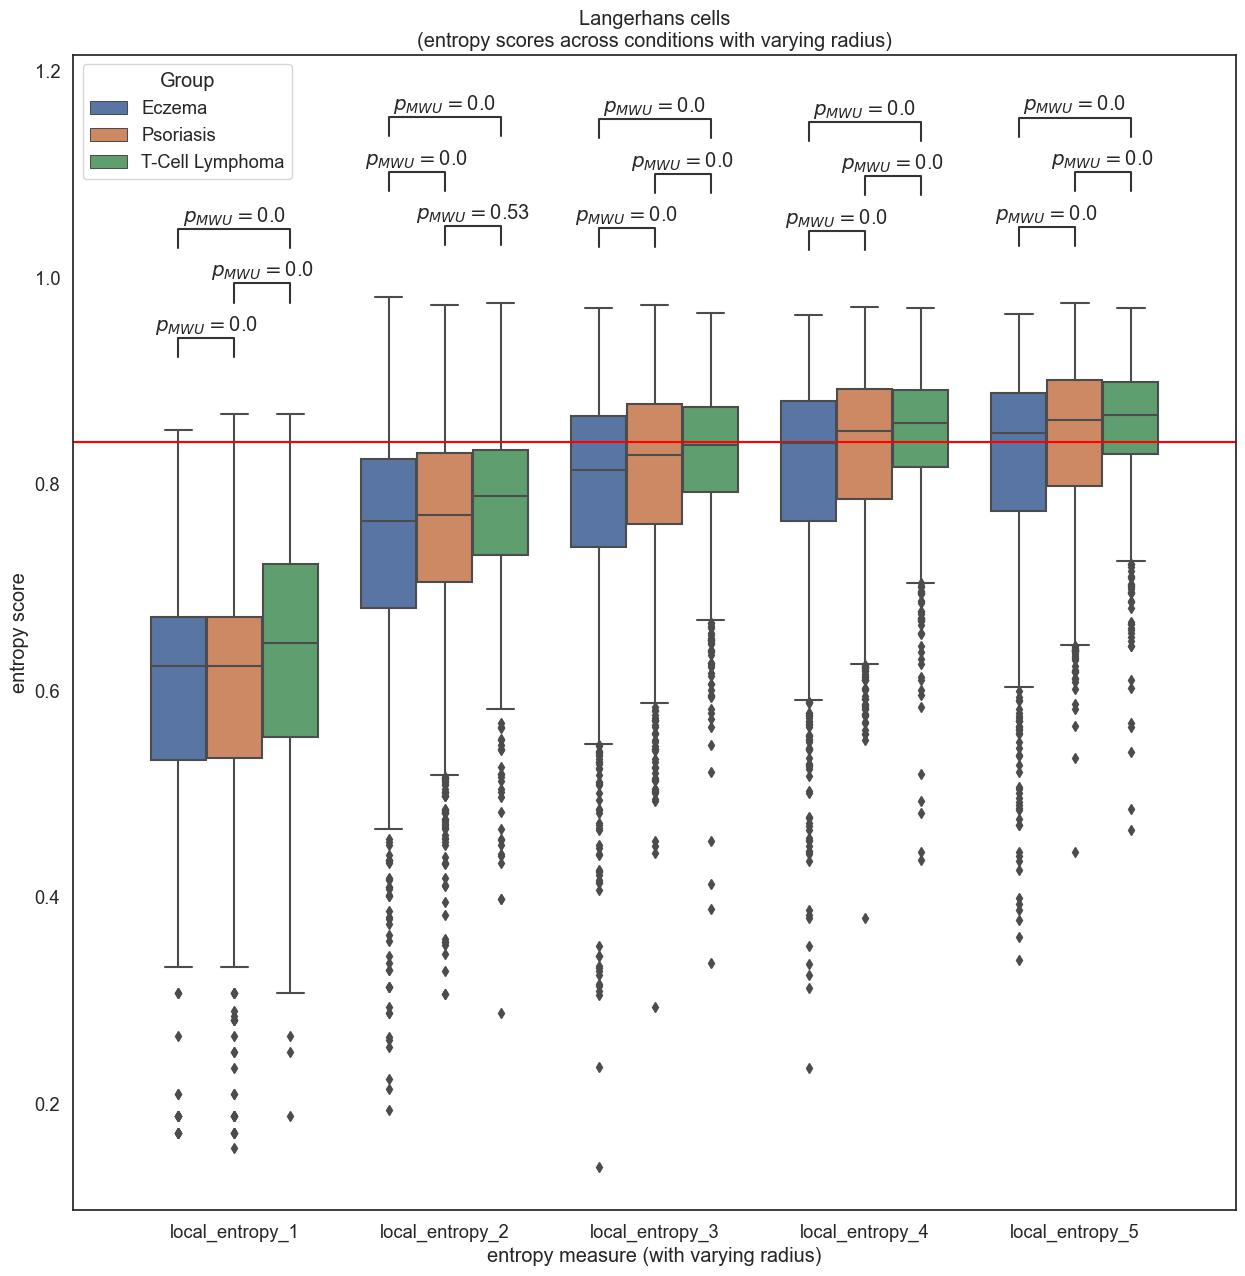 Langerhans cells
(entropy scores across conditions with varying radius)
Group
Eczema
Psoriasis
T-Cell Lymphoma
p_MWU = 0.0
p_MWU = 0.0
p_MWU = 0.0
p_MWU = 0.0
p_MWU = 0.0
p_MWU = 0.53
p_MWU = 0.0
p_MWU = 0.0
p_MWU = 0.0
p_MWU = 0.0
p_MWU = 0.0
p_MWU = 0.0
p_MWU = 0.0
p_MWU = 0.0
p_MWU = 0.0
1.2
1.0
0.8
0.6
0.4
0.2
entropy score
local_entropy_1
local_entropy_2
local_entropy_3
local_entropy_4
local_entropy_5
entropy measure (with varying radius)